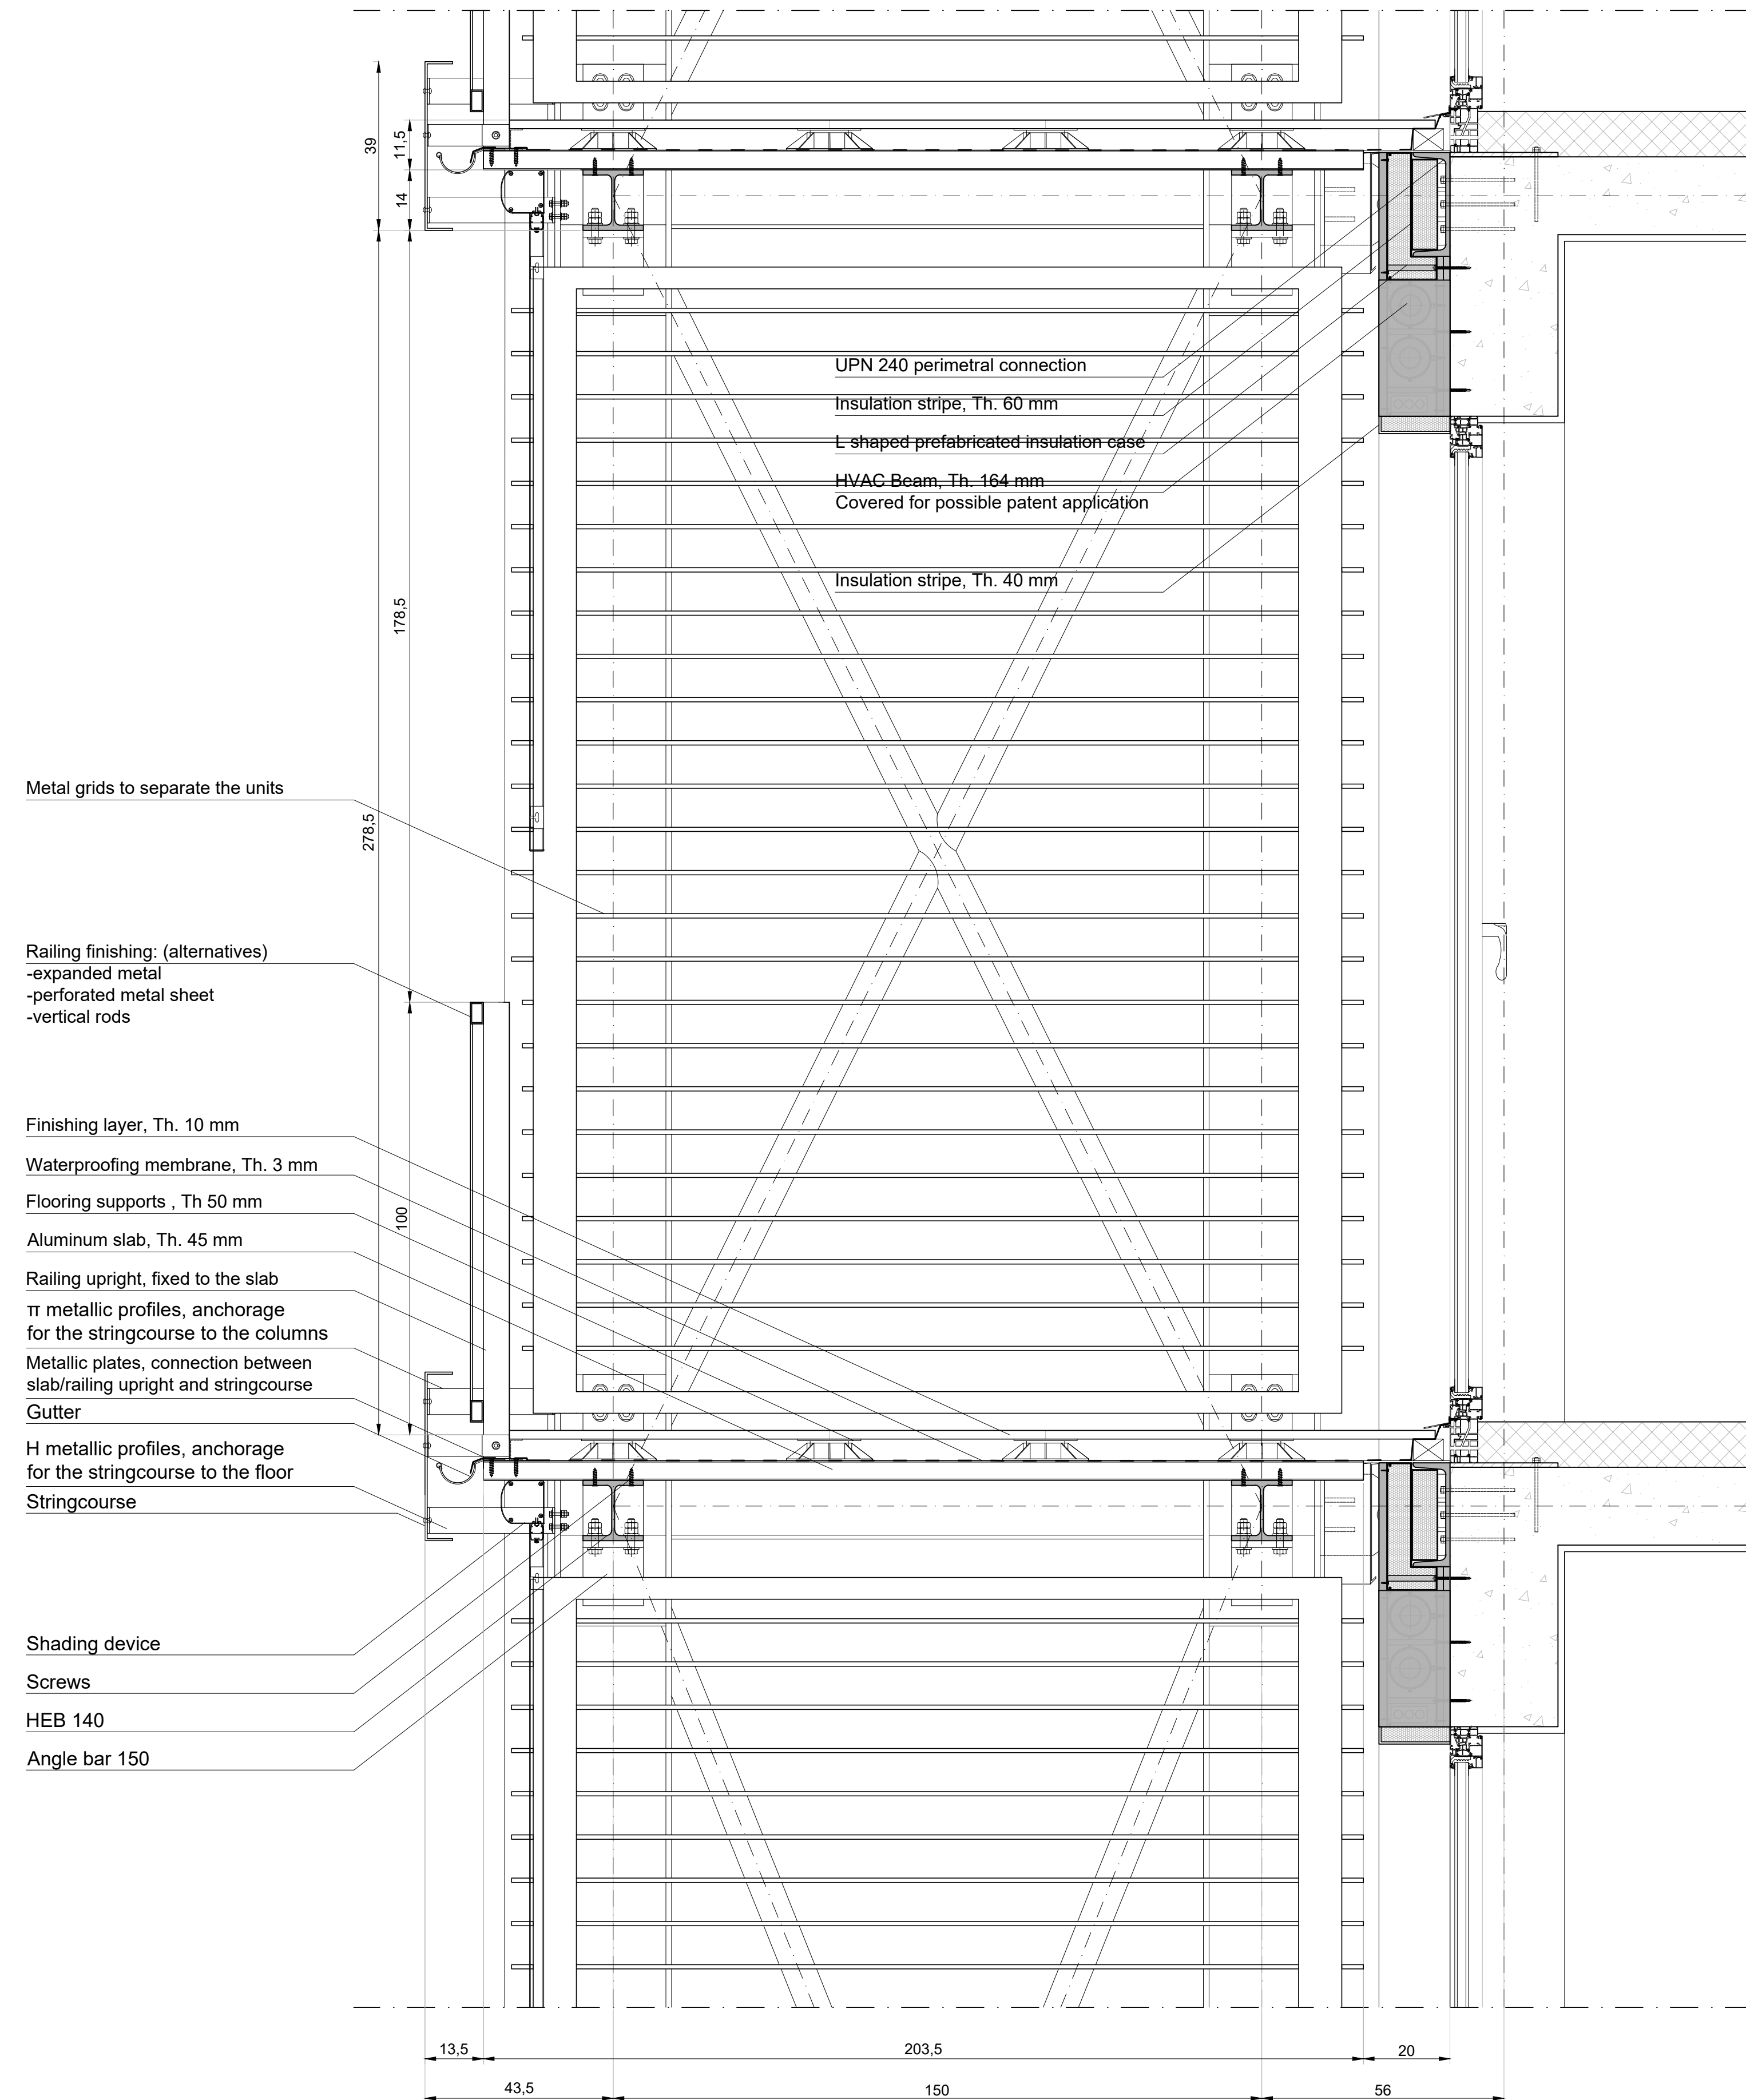 39
11,5
14
UPN 240 perimetral connection
Insulation stripe, Th. 60 mm
L shaped prefabricated insulation case
HVAC Beam, Th. 164 mm
Covered for possible patent application
Insulation stripe, Th. 40 mm
178,5
278,5
Metal grids to separate the units
Railing finishing: (alternatives)
-expanded metal
-perforated metal sheet
-vertical rods
100
Finishing layer, Th. 10 mm
Waterproofing membrane, Th. 3 mm
Flooring supports , Th 50 mm
Aluminum slab, Th. 45 mm
Railing upright, fixed to the slab
π metallic profiles, anchorage
for the stringcourse to the columns
Metallic plates, connection between
slab/railing upright and stringcourse
Gutter
H metallic profiles, anchorage
for the stringcourse to the floor
Stringcourse
Shading device
Screws
HEB 140
Angle bar 150
13,5
203,5
20
43,5
150
56